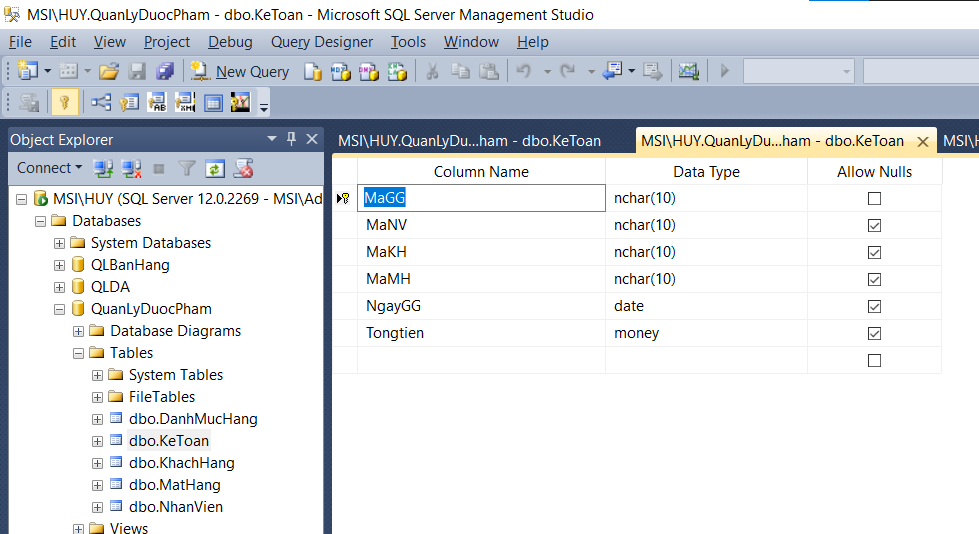 MSI\HUY.QuanLyDuocPham - dbo.KeToan - Microsoft SQL Server Management Studio
File Edit View Project Debug Query Designer Tools Window Help
New Query
Object Explorer
Connect
MSI\HUY (SQL Server 12.0.2269 - MSI\Ad
Databases
System Databases
QLBanHang
QLDA
QuanLyDuocPham
Database Diagrams
Tables
System Tables
FileTables
dbo.DanhMucHang
dbo.KeToan
dbo.KhachHang
dbo.MatHang
dbo.NhanVien
Views
MSI\HUY.QuanLyDu...ham - dbo.KeToan
MSI\HUY.QuanLyDu...ham - dbo.KeToan
MSI\H
Column Name Data Type Allow Nulls
MaGG nchar(10)
MaNV nchar(10)
MaKH nchar(10)
MaMH nchar(10)
NgayGG date
Tongtien money